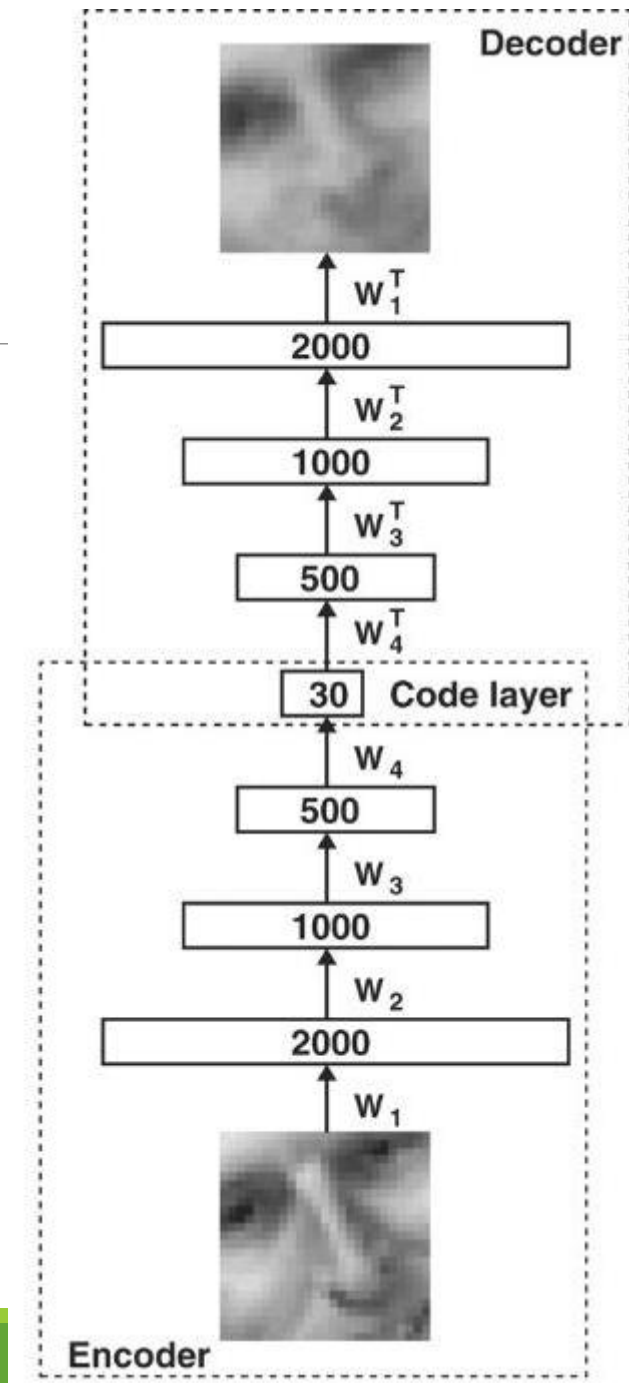 Decoder
W₁ᵀ
2000
W₂ᵀ
1000
W₃ᵀ
500
W₄ᵀ
30 Code layer
W₄
500
W₃
1000
W₂
2000
W₁
Encoder